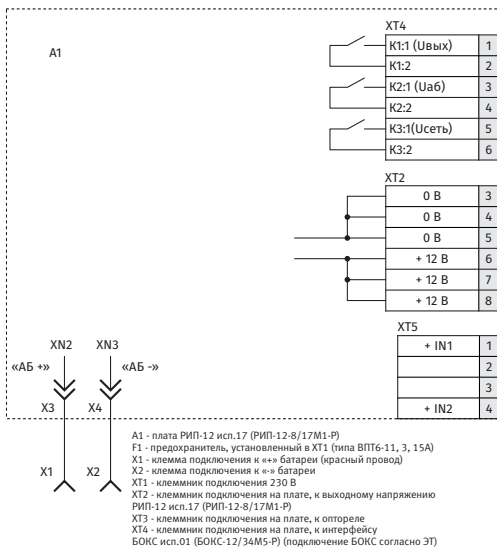 A1
XT4
K1:1 (Uвых) 1
K1:2 2
K2:1 (Uаб) 3
K2:2 4
K3:1(Uсеть) 5
K3:2 6
XT2
0 В 3
0 В 4
0 В 5
+ 12 В 6
+ 12 В 7
+ 12 В 8
XT5
+ IN1 1
2
3
+ IN2 4
XN2 XN3
«АБ +» «АБ -»
X3 X4
X1 X2
A1 - плата РИП-12 исп.17 (РИП-12-8/17М1-Р)
F1 - предохранитель, установленный в XT1 (типа ВПТ6-11, 3, 15А)
X1 - клемма подключения к «+» батареи (красный провод)
X2 - клемма подключения к «-» батареи
XT1 - клеммник подключения 230 В
XT2 - клеммник подключения на плате, к выходному напряжению
РИП-12 исп.17 (РИП-12-8/17М1-Р)
XT3 - клеммник подключения на плате, к оптореле
XT4 - клеммник подключения на плате, к интерфейсу
БОКС исп.01 (БОКС-12/34М5-Р) (подключение БОКС согласно ЭТ)